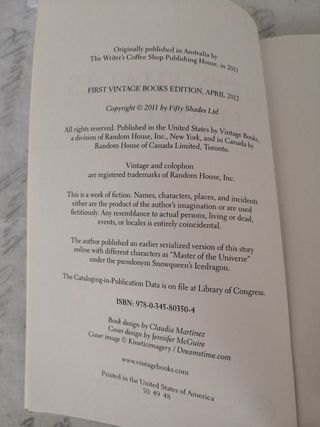 Originally published in Australia by
The Writer's Coffee Shop Publishing House, in 2011
FIRST VINTAGE BOOKS EDITION, APRIL 2012
Copyright © 2011 by Fifty Shades Ltd.
All rights reserved. Published in the United States by Vintage Books,
a division of Random House, Inc., New York, and in Canada by
Random House of Canada Limited, Toronto.
Vintage and colophon
are registered trademarks of Random House, Inc.
This is a work of fiction. Names, characters, places, and incidents
either are the product of the author's imagination or are used
fictitiously. Any resemblance to actual persons, living or dead,
events, or locales is entirely coincidental.
The author published an earlier serialized version of this story
online with different characters as "Master of the Universe"
under the pseudonym Snowqueen's Icedragon.
The Cataloging-in-Publication Data is on file at Library of Congress.
ISBN: 978-0-345-80350-4
Book design by Claudia Martinez
Cover design by Jennifer McGuire
Cover image © Kineticimagery / Dreamstime.com
www.vintagebooks.com
Printed in the United States of America
50 49 48